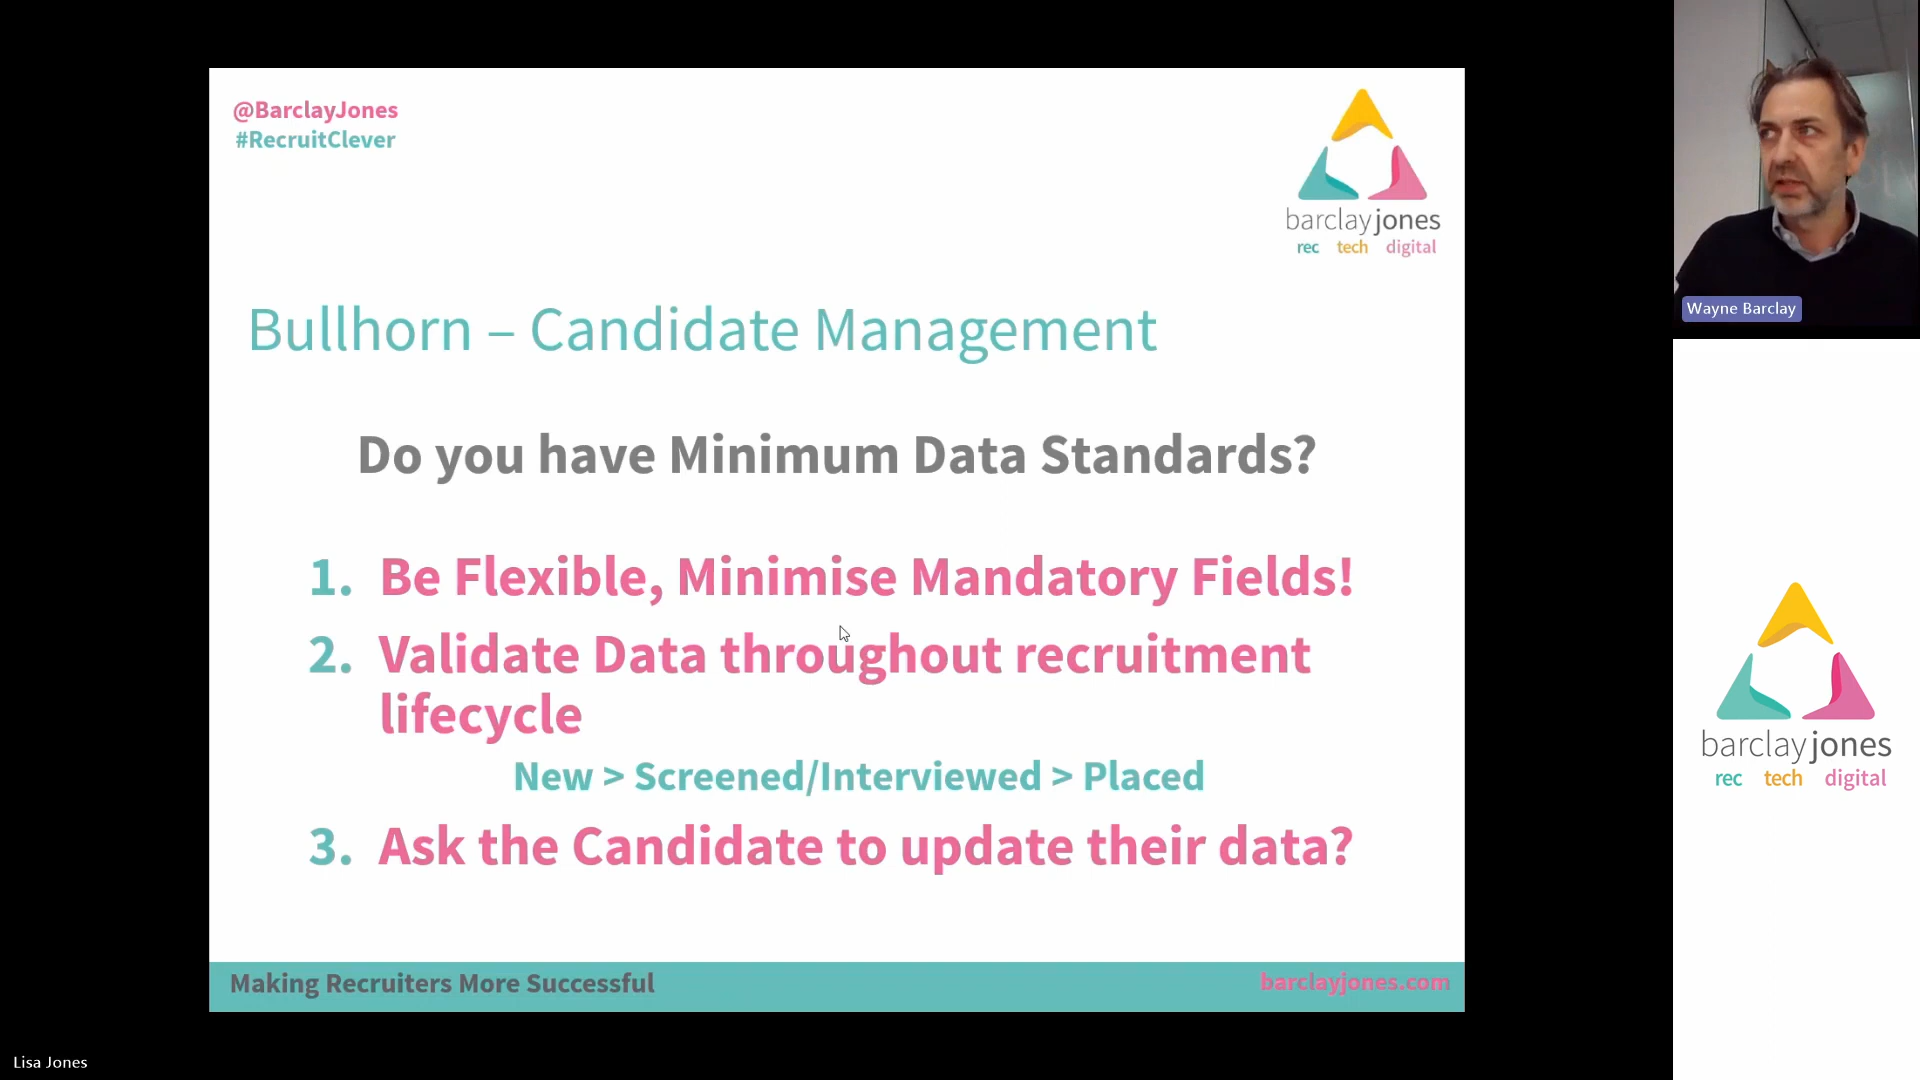 @BarclayJones
#RecruitClever
barclayjones
rec tech digital
Bullhorn – Candidate Management
Do you have Minimum Data Standards?
1. Be Flexible, Minimise Mandatory Fields!
2. Validate Data throughout recruitment
lifecycle
New > Screened/Interviewed > Placed
3. Ask the Candidate to update their data?
Making Recruiters More Successful
barclayjones.com
Wayne Barclay
barclayjones
rec tech digital
Lisa Jones